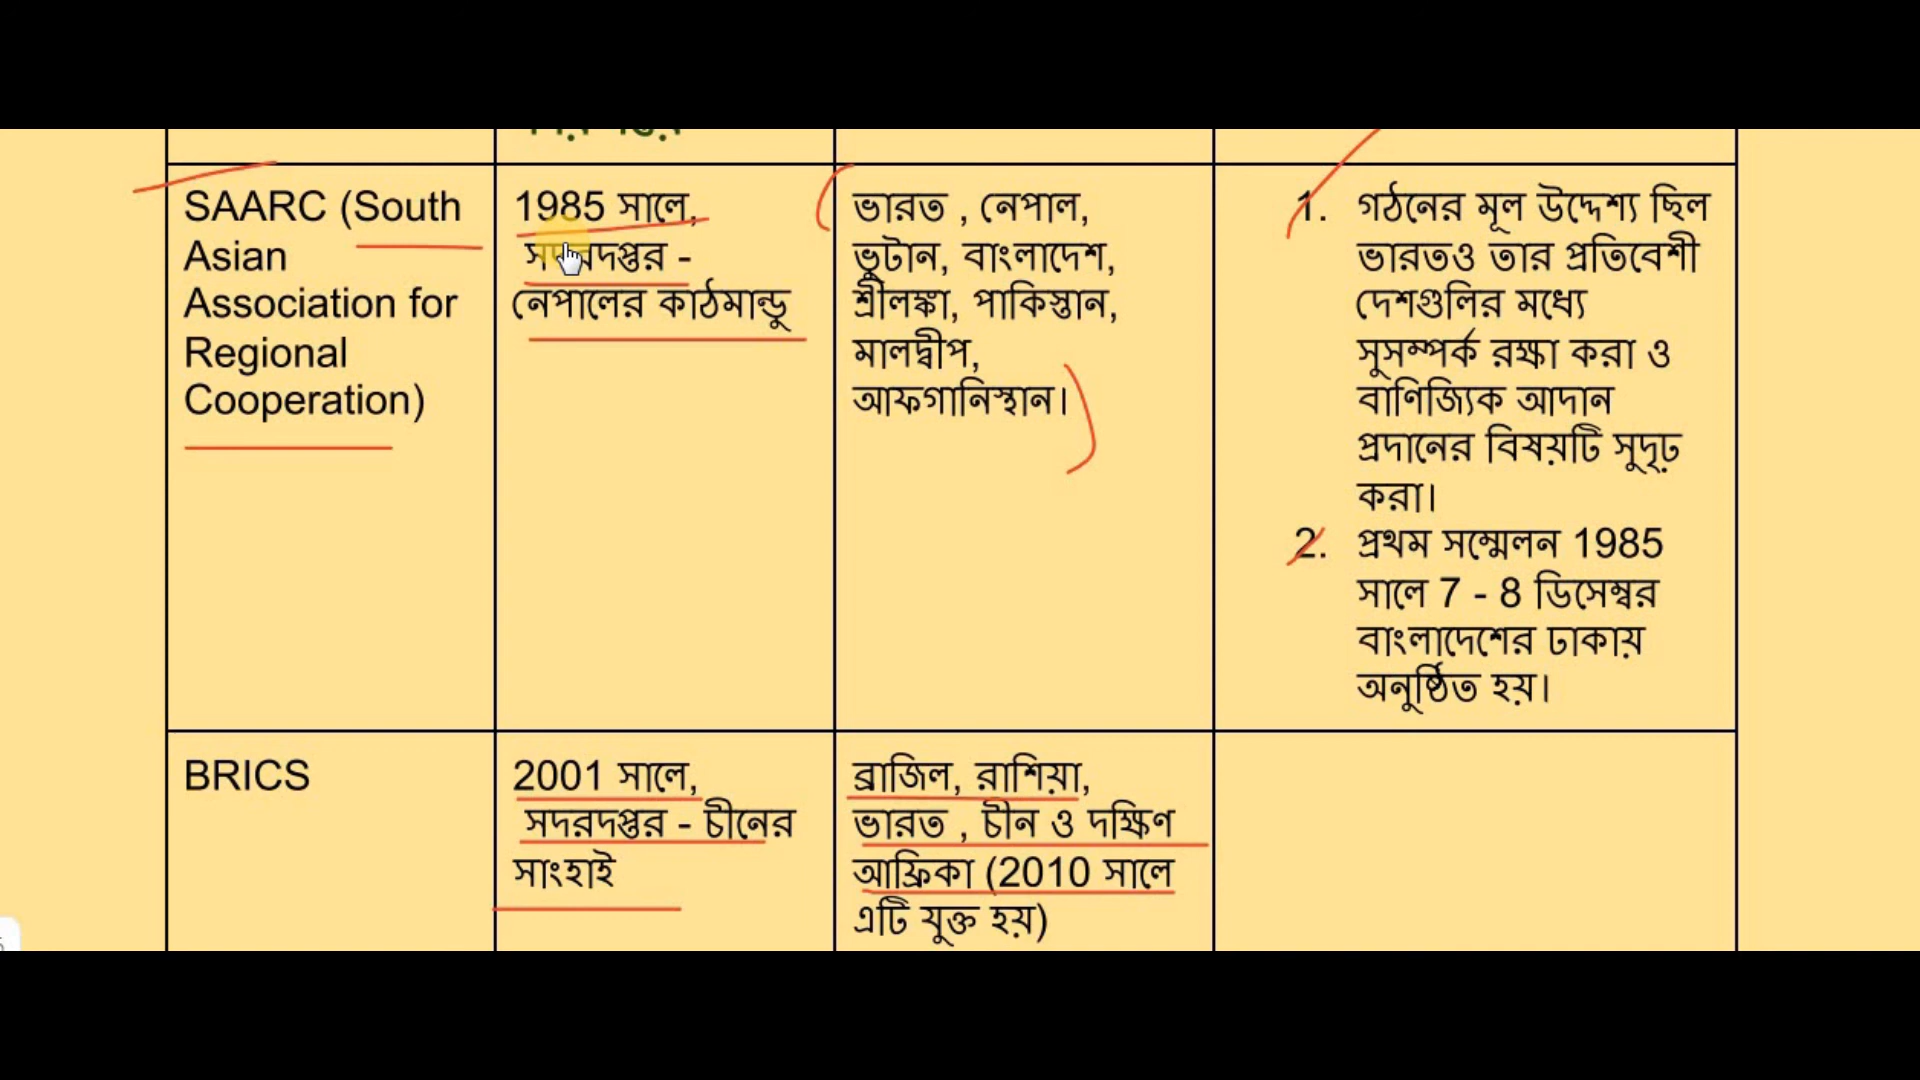 SAARC (South
Asian
Association for
Regional
Cooperation)
1985 সালে,
সদরদপ্তর -
নেপালের কাঠমান্ডু
ভারত , নেপাল,
ভুটান, বাংলাদেশ,
শ্রীলঙ্কা, পাকিস্তান,
মালদ্বীপ,
আফগানিস্থান।
1. গঠনের মূল উদ্দেশ্য ছিল
ভারতও তার প্রতিবেশী
দেশগুলির মধ্যে
সুসম্পর্ক রক্ষা করা ও
বাণিজ্যিক আদান
প্রদানের বিষয়টি সুদৃঢ়
করা।
2. প্রথম সম্মেলন 1985
সালে 7 - 8 ডিসেম্বর
বাংলাদেশের ঢাকায়
অনুষ্ঠিত হয়।
BRICS
2001 সালে,
সদরদপ্তর - চীনের
সাংহাই
ব্রাজিল, রাশিয়া,
ভারত , চীন ও দক্ষিণ
আফ্রিকা (2010 সালে
এটি যুক্ত হয়)